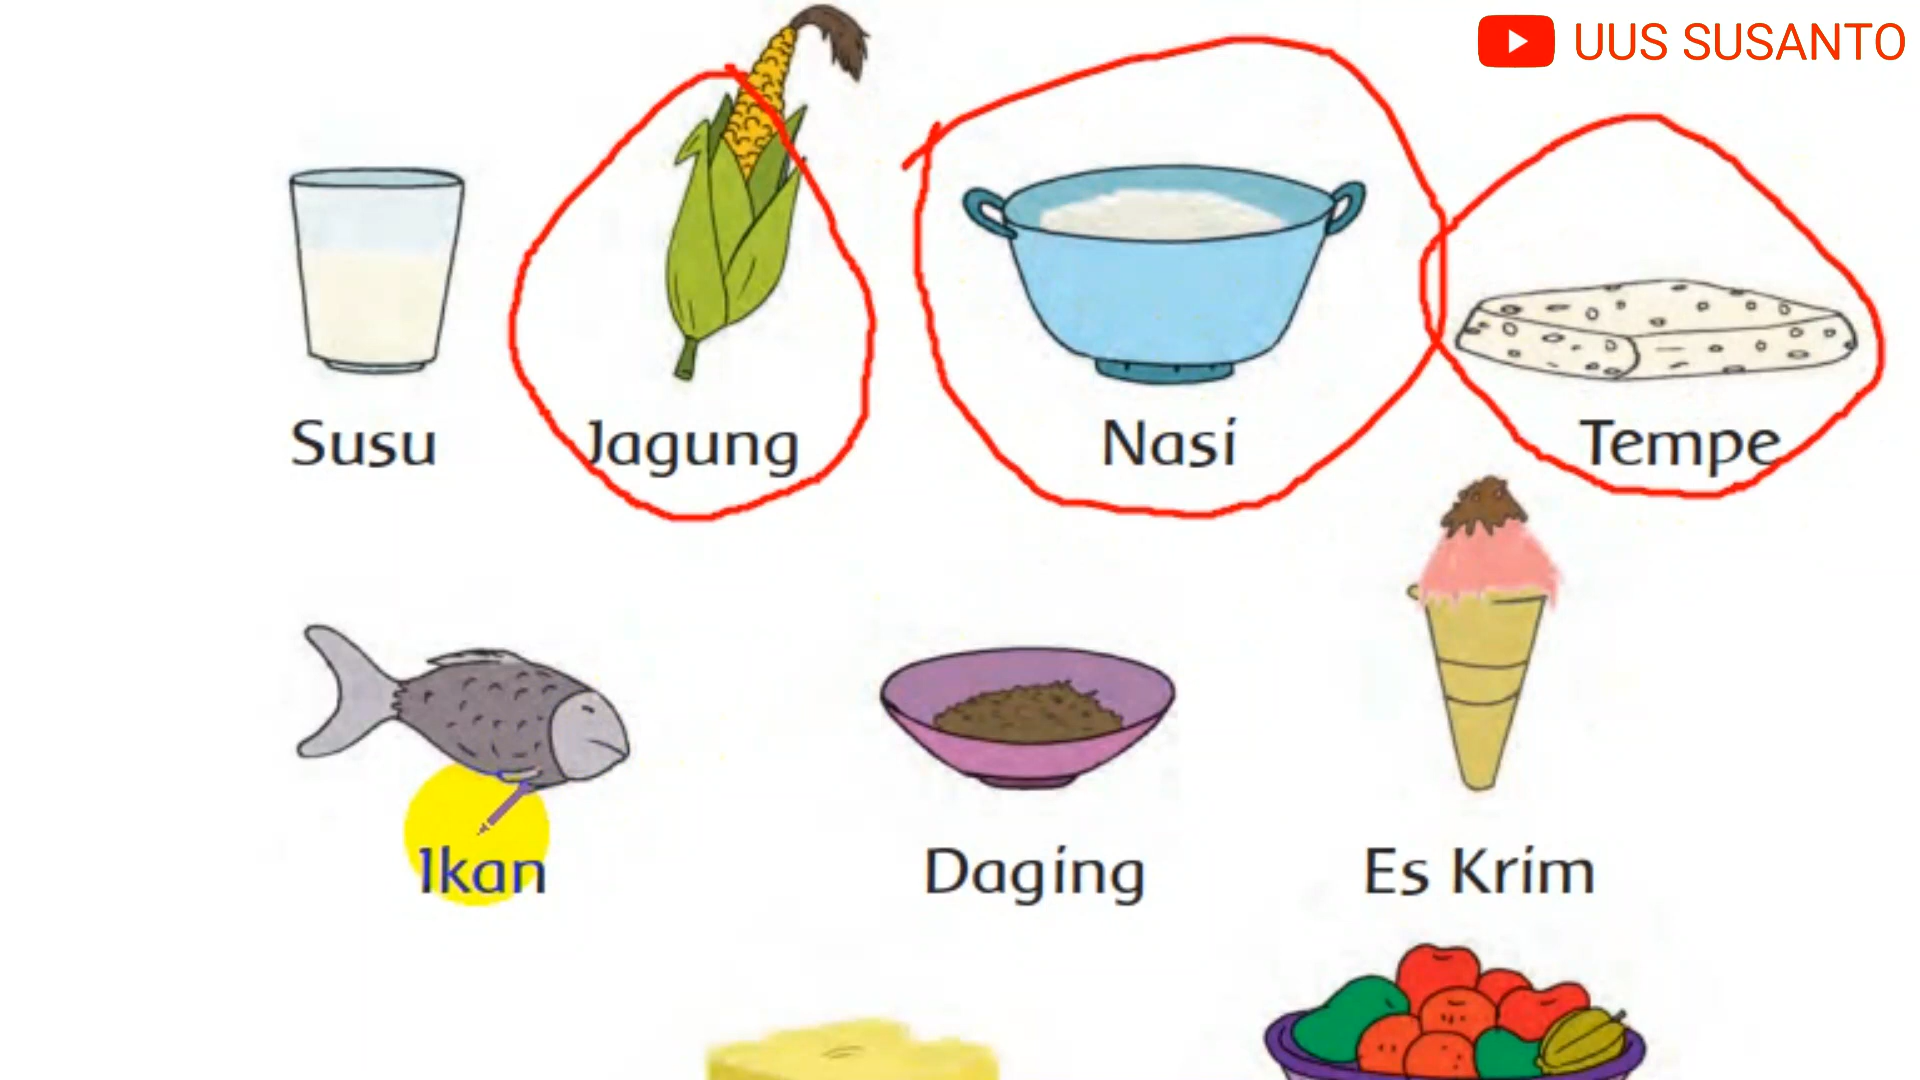 UUS SUSANTO
Susu
Jagung
Nasi
Tempe
Ikan
Daging
Es Krim